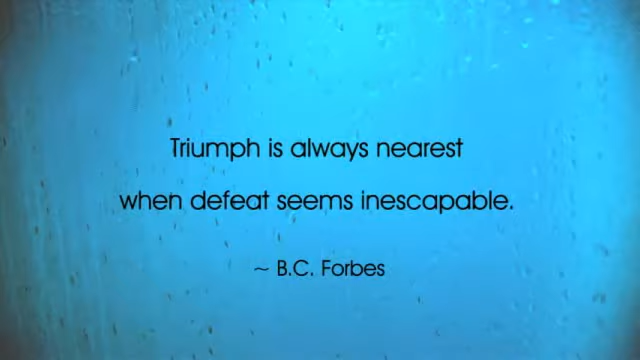 Triumph is always nearest
when defeat seems inescapable.
~ B.C. Forbes